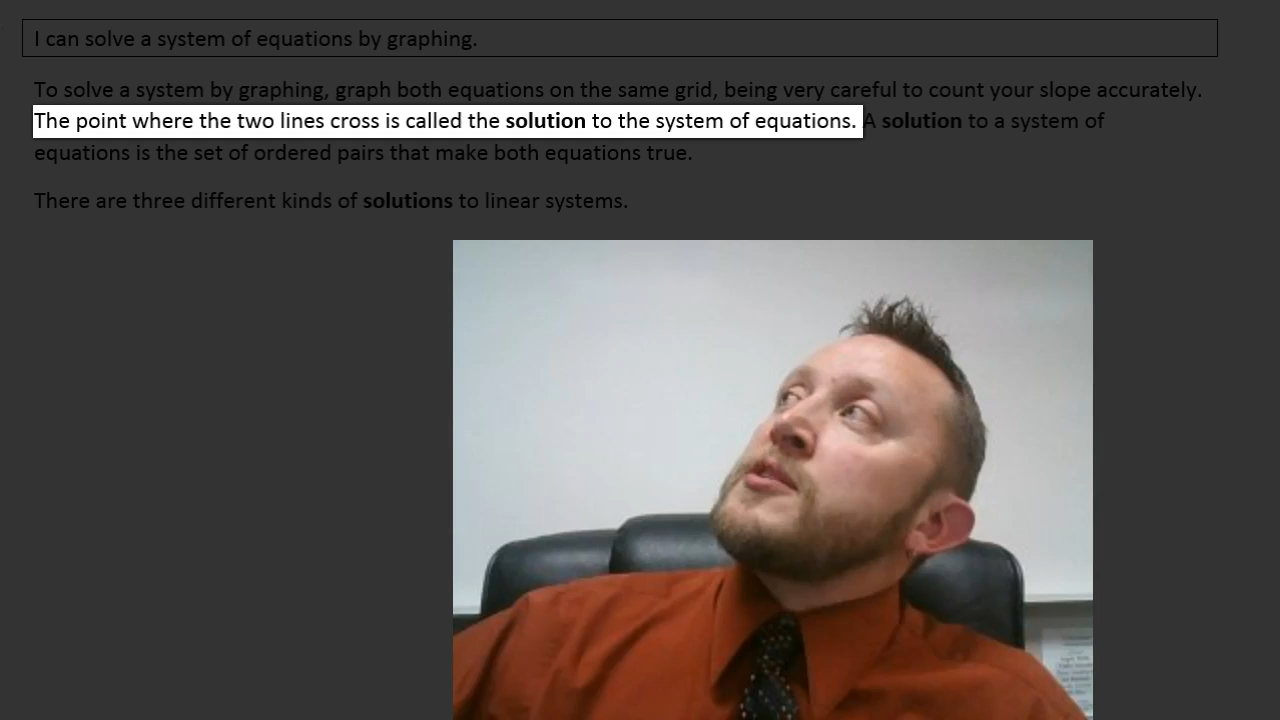 I can solve a system of equations by graphing.
To solve a system by graphing, graph both equations on the same grid, being very careful to count your slope accurately.
The point where the two lines cross is called the solution to the system of equations. A solution to a system of
equations is the set of ordered pairs that make both equations true.
There are three different kinds of solutions to linear systems.